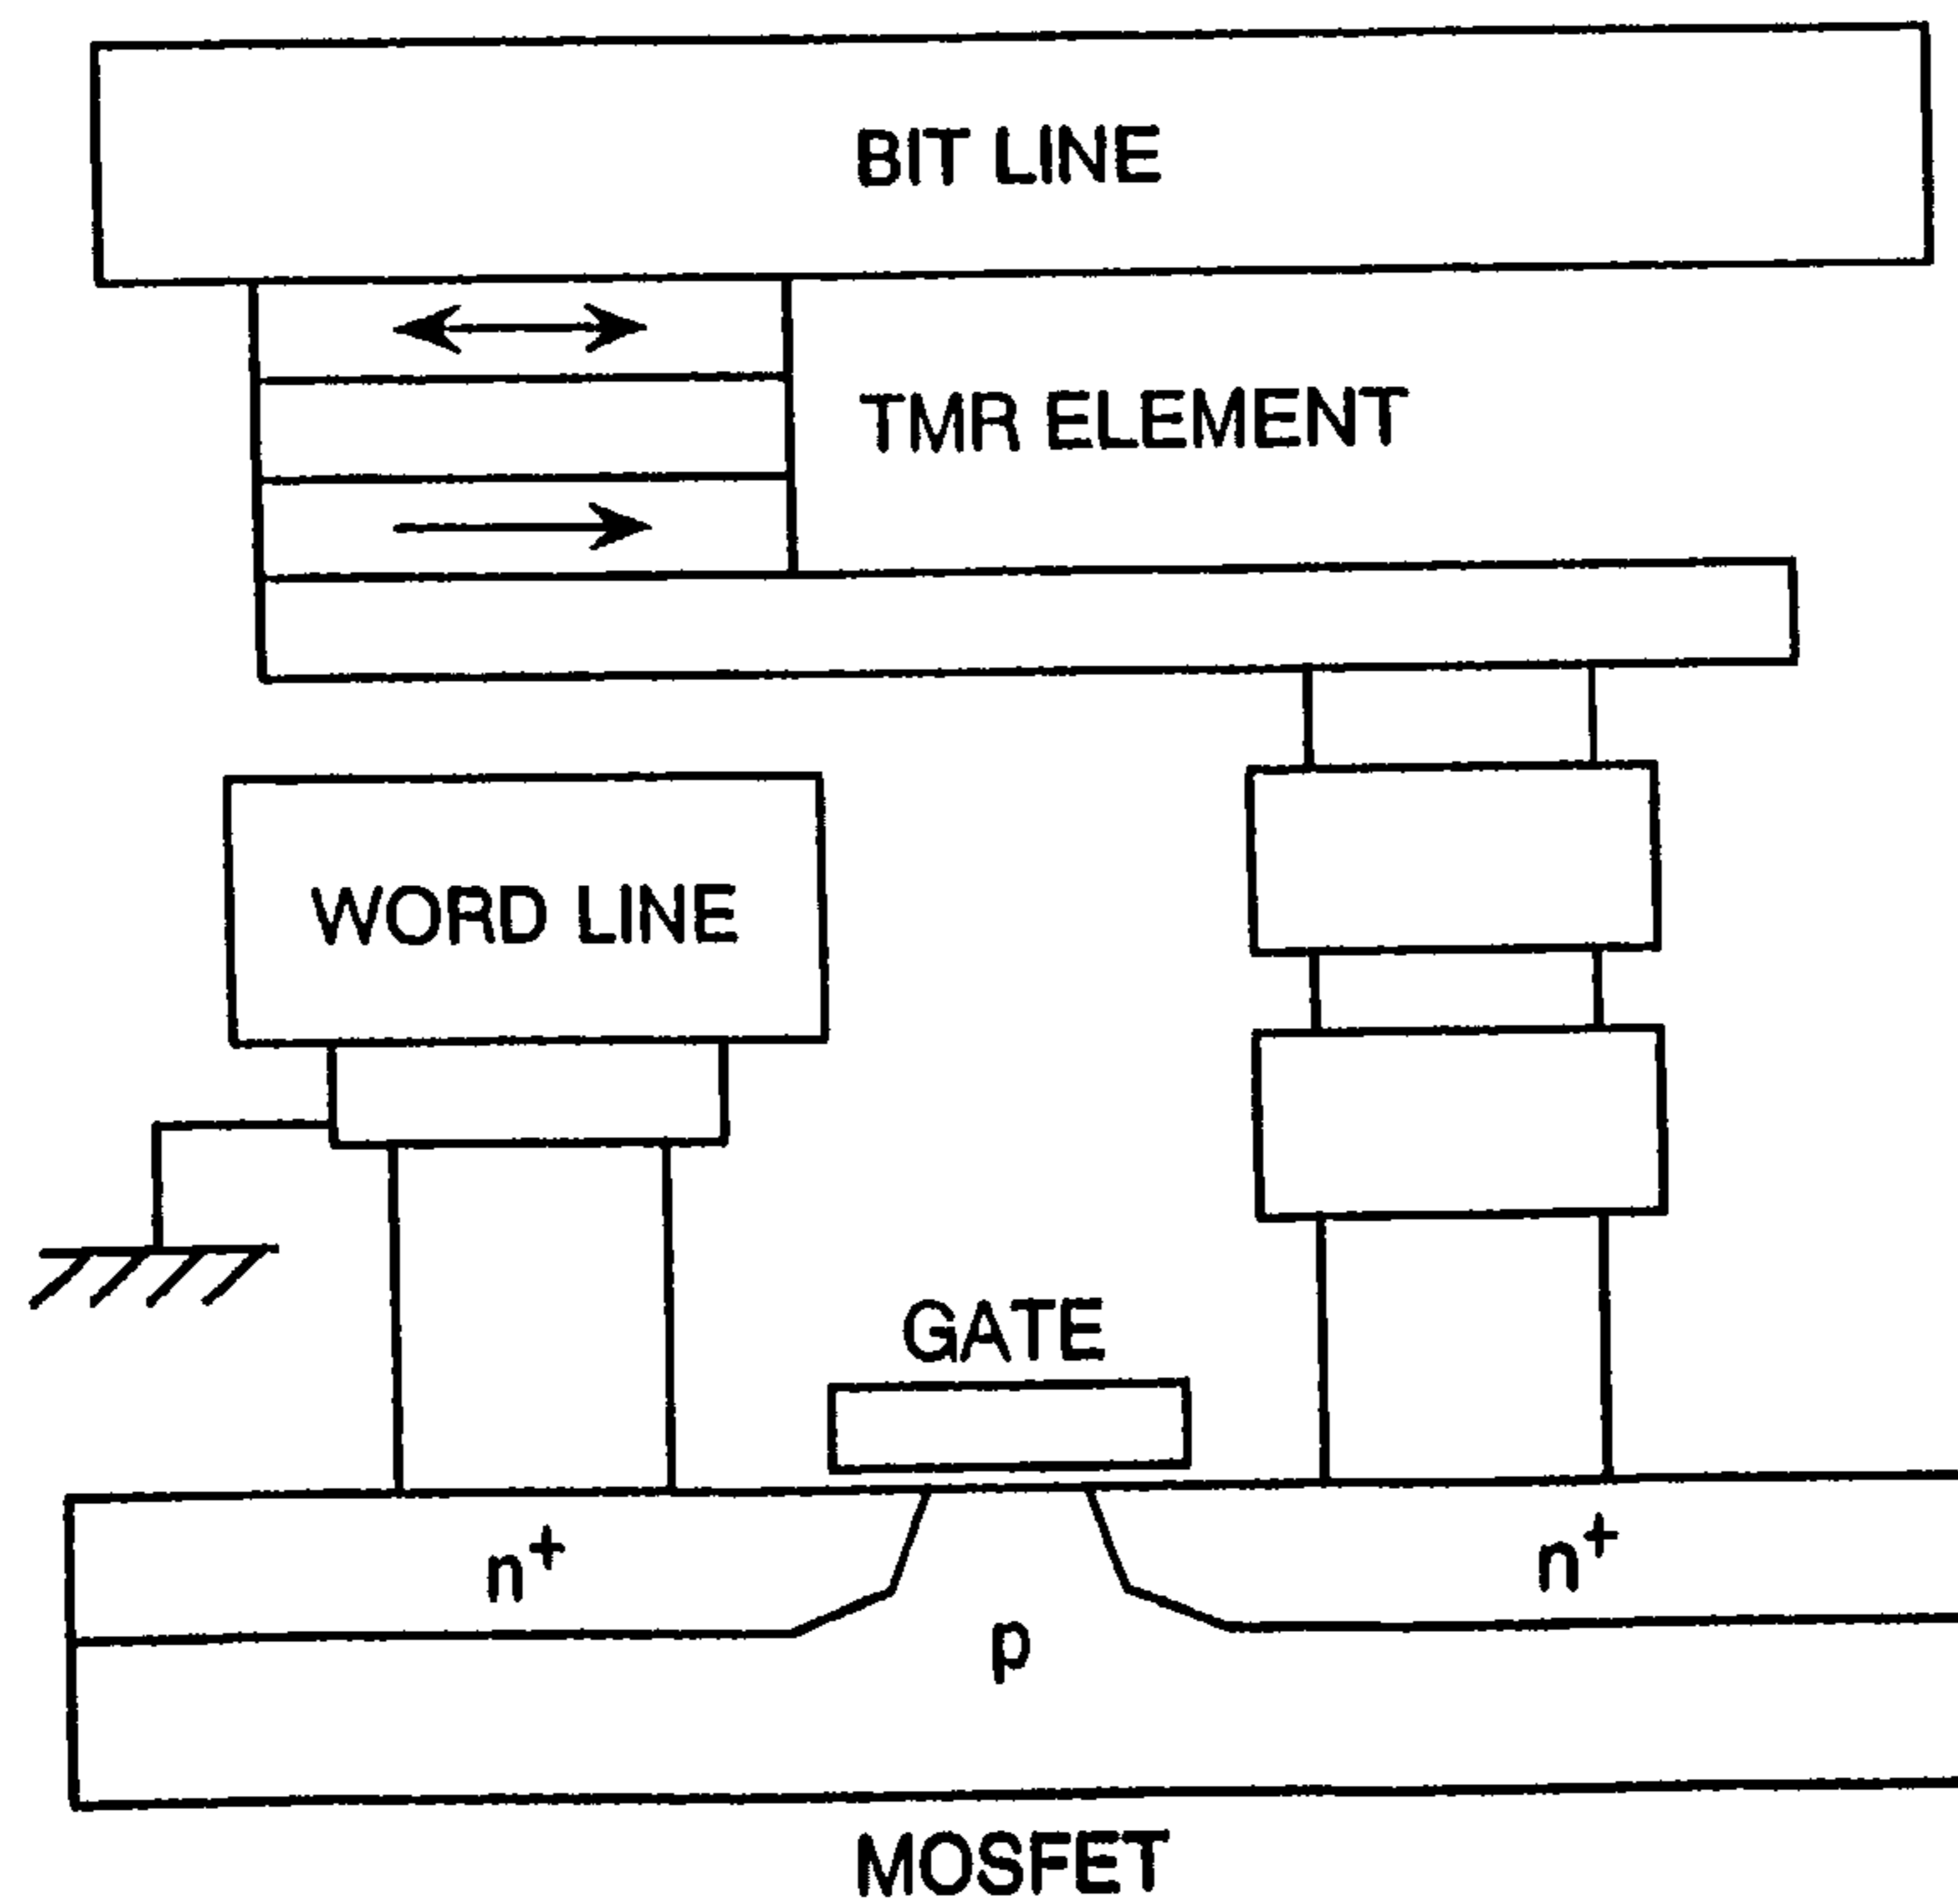 BIT LINE
TMR ELEMENT
WORD LINE
GATE
n⁺
n⁺
p
MOSFET